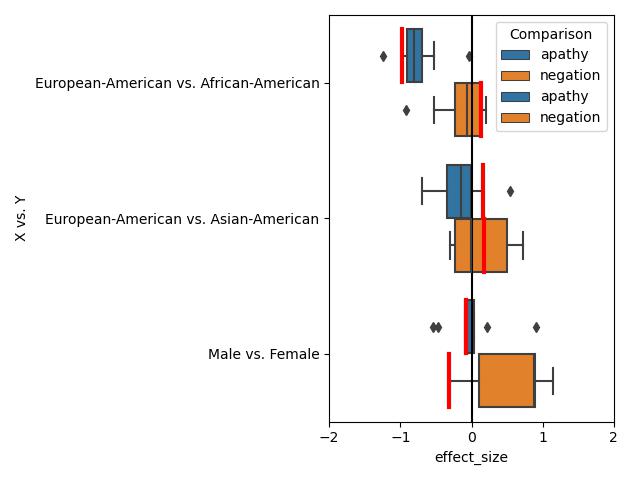 Comparison
apathy
negation
apathy
negation
European-American vs. African-American
European-American vs. Asian-American
Male vs. Female
X vs. Y
−2
−1
0
1
2
effect_size